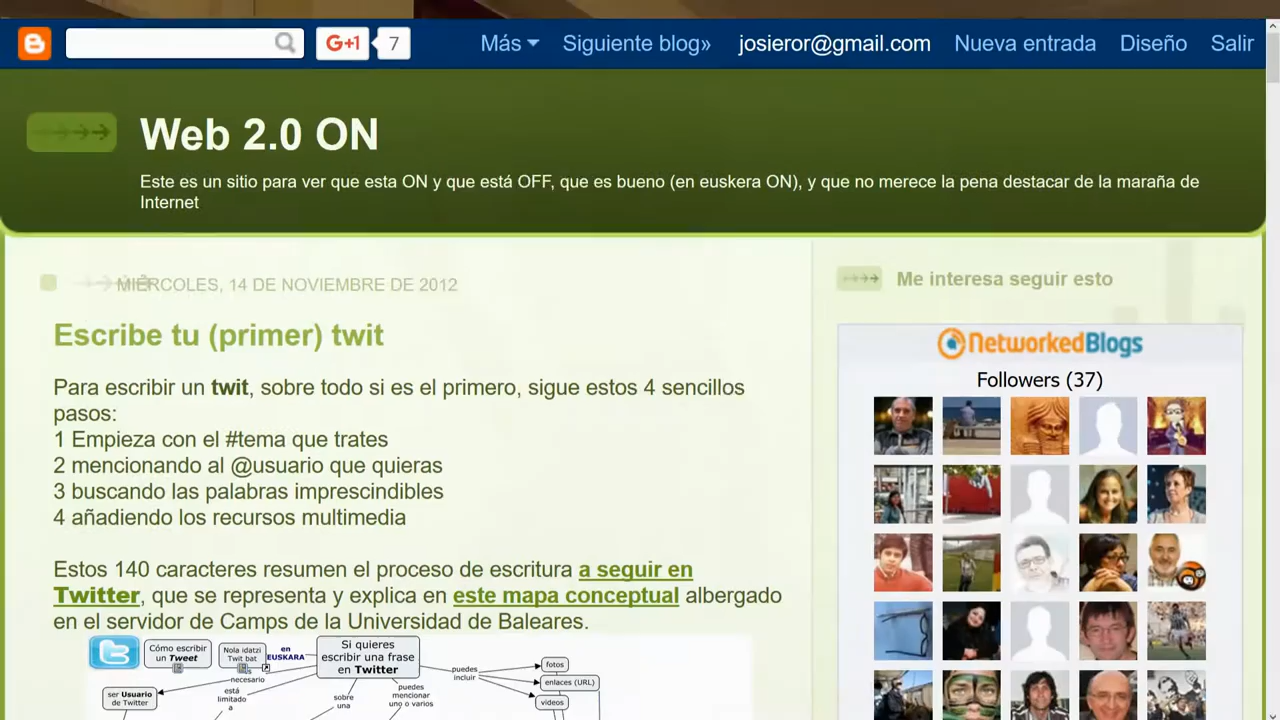 G+1 7 Más Siguiente blog» josieror@gmail.com Nueva entrada Diseño Salir
Web 2.0 ON
Este es un sitio para ver que esta ON y que está OFF, que es bueno (en euskera ON), y que no merece la pena destacar de la maraña de
Internet
MIÉRCOLES, 14 DE NOVIEMBRE DE 2012
Escribe tu (primer) twit
Para escribir un twit, sobre todo si es el primero, sigue estos 4 sencillos
pasos:
1 Empieza con el #tema que trates
2 mencionando al @usuario que quieras
3 buscando las palabras imprescindibles
4 añadiendo los recursos multimedia
Estos 140 caracteres resumen el proceso de escritura a seguir en
Twitter, que se representa y explica en este mapa conceptual albergado
en el servidor de Camps de la Universidad de Baleares.
Cómo escribir
un Tweet
Nola idatzi
Twit bat
en
EUSKARA
Si quieres
escribir una frase
en Twitter
es
necesario
ser Usuario
de Twitter
está
limitado
a
sobre
una
puedes
mencionar
uno o varios
puedes
incluir
fotos
enlaces (URL)
videos
Me interesa seguir esto
NetworkedBlogs
Followers (37)